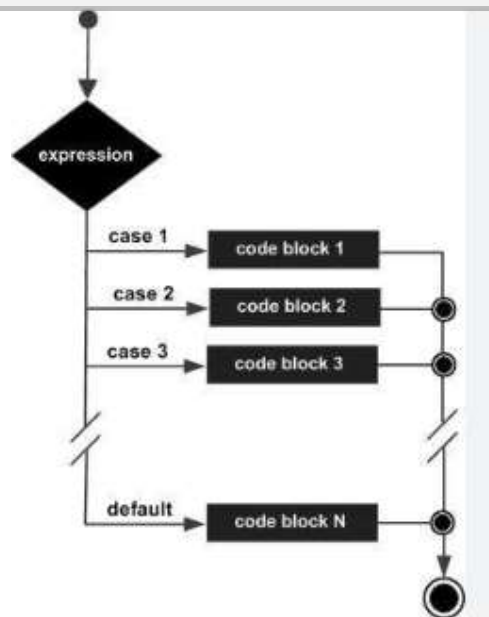 expression
case 1
code block 1
case 2
code block 2
case 3
code block 3
default
code block N